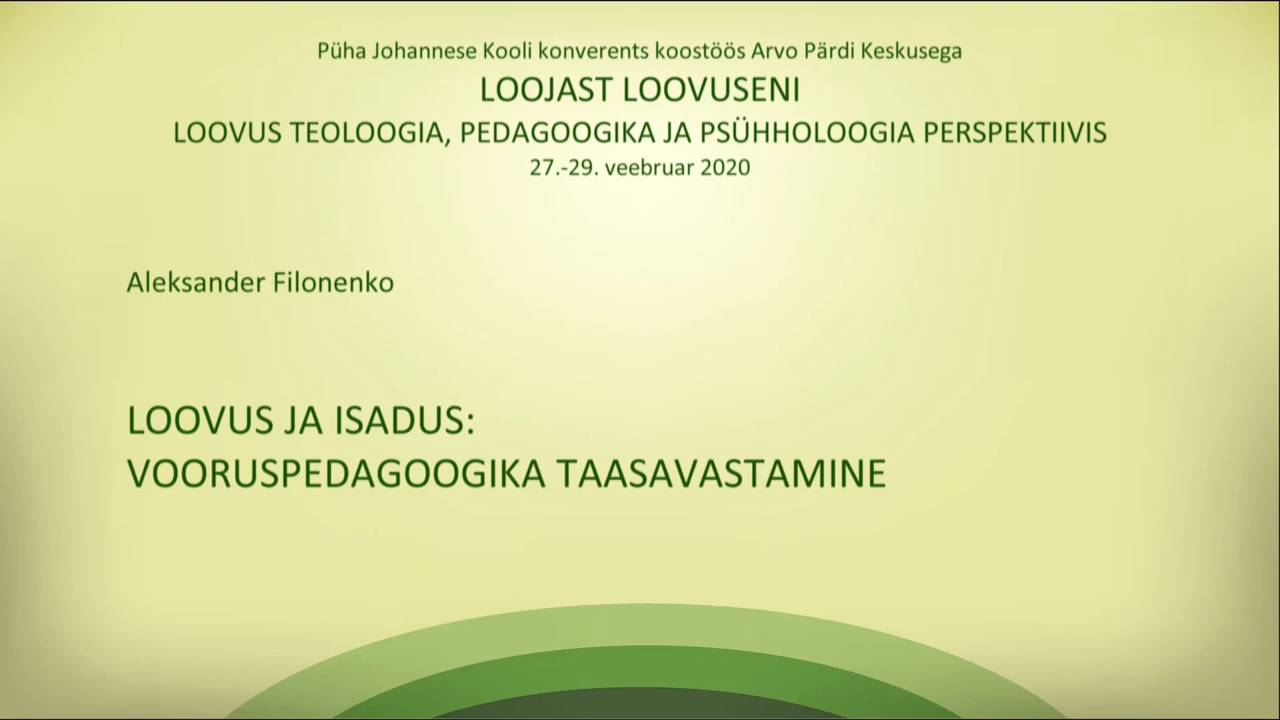 Püha Johannese Kooli konverents koostöös Arvo Pärdi Keskusega
LOOJAST LOOVUSENI
LOOVUS TEOLOOGIA, PEDAGOOGIKA JA PSÜHHOLOOGIA PERSPEKTIIVIS
27.-29. veebruar 2020
Aleksander Filonenko
LOOVUS JA ISADUS:
VOORUSPEDAGOOGIKA TAASAVASTAMINE